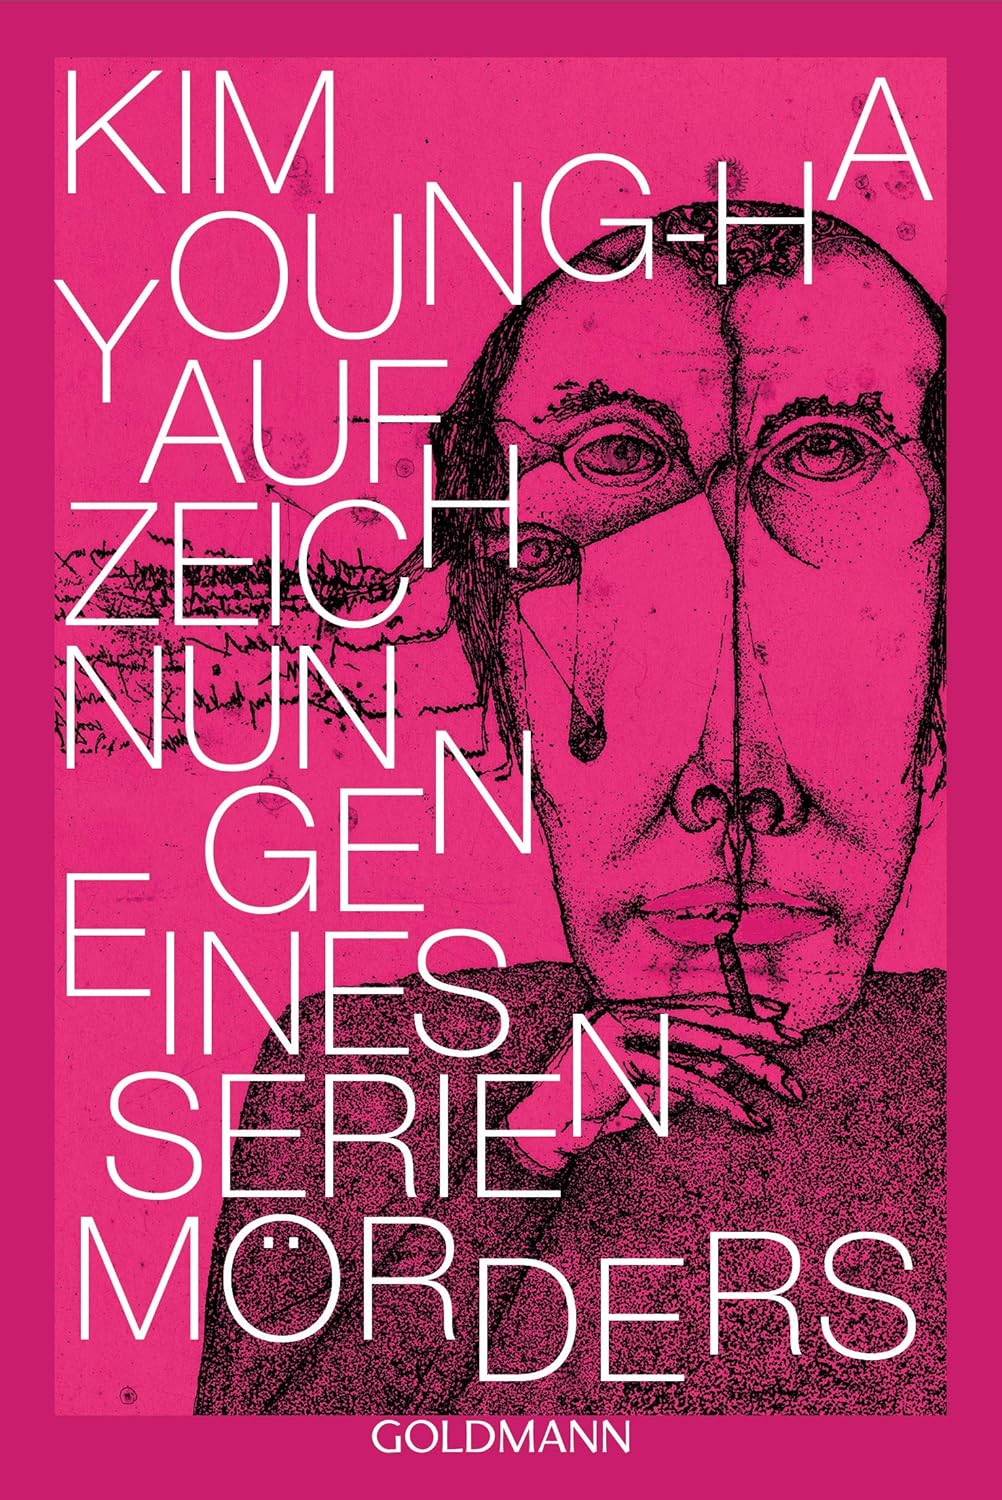 KIM
YOUNG-HA
AUF
ZEICH
NUN
GEN
EINES
SERIEN
MÖRDERS
GOLDMANN